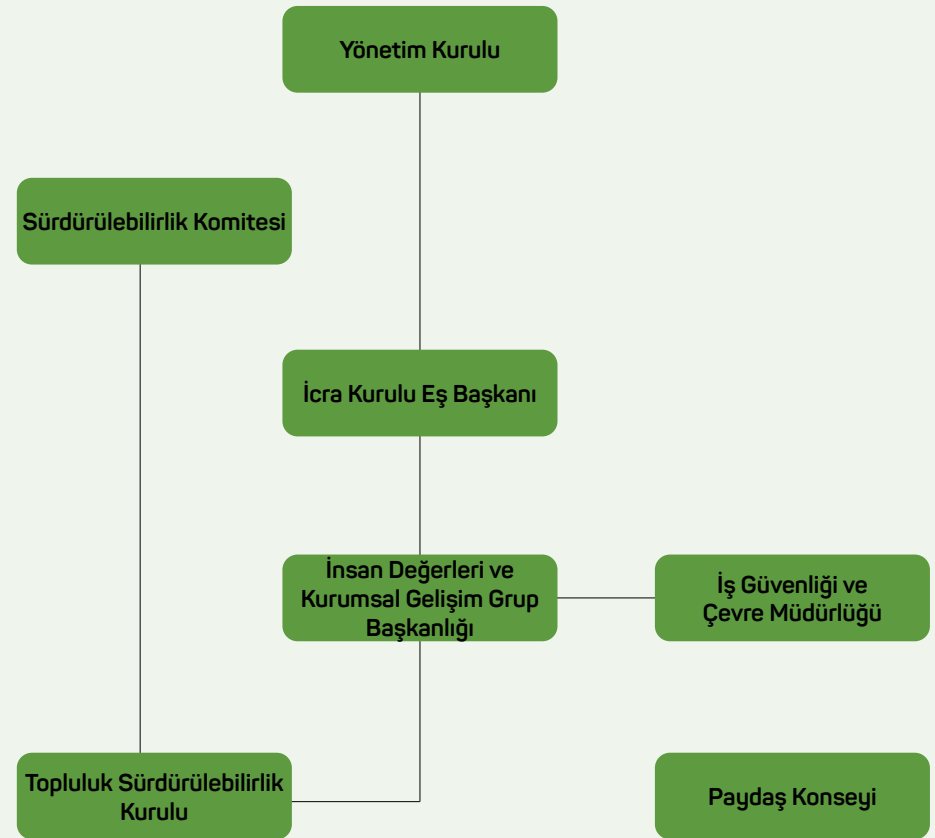 Yönetim Kurulu
Sürdürülebilirlik Komitesi
İcra Kurulu Eş Başkanı
İnsan Değerleri ve
Kurumsal Gelişim Grup
Başkanlığı
İş Güvenliği ve
Çevre Müdürlüğü
Topluluk Sürdürülebilirlik
Kurulu
Paydaş Konseyi